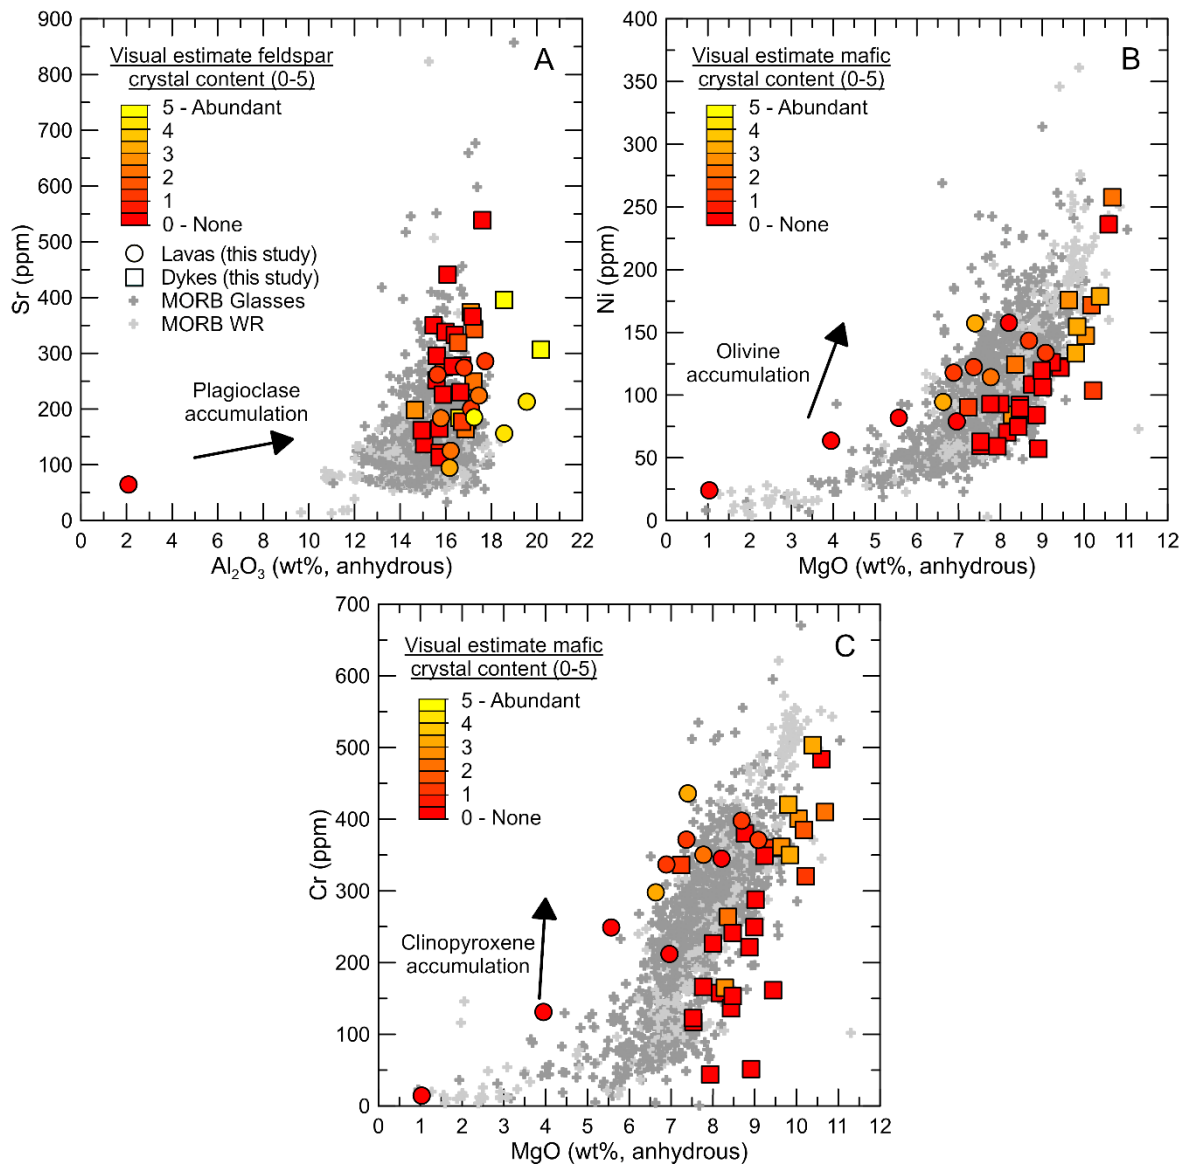 A
Visual estimate feldspar
crystal content (0-5)
5 - Abundant
4
3
2
1
0 - None
Lavas (this study)
Dykes (this study)
MORB Glasses
MORB WR
Plagioclase
accumulation
Sr (ppm)
900
800
700
600
500
400
300
200
100
0
0 2 4 6 8 10 12 14 16 18 20 22
Al₂O₃ (wt%, anhydrous)
B
Visual estimate mafic
crystal content (0-5)
5 - Abundant
4
3
2
1
0 - None
Olivine
accumulation
Ni (ppm)
400
350
300
250
200
150
100
50
0
0 1 2 3 4 5 6 7 8 9 10 11 12
MgO (wt%, anhydrous)
C
Visual estimate mafic
crystal content (0-5)
5 - Abundant
4
3
2
1
0 - None
Clinopyroxene
accumulation
Cr (ppm)
700
600
500
400
300
200
100
0
0 1 2 3 4 5 6 7 8 9 10 11 12
MgO (wt%, anhydrous)